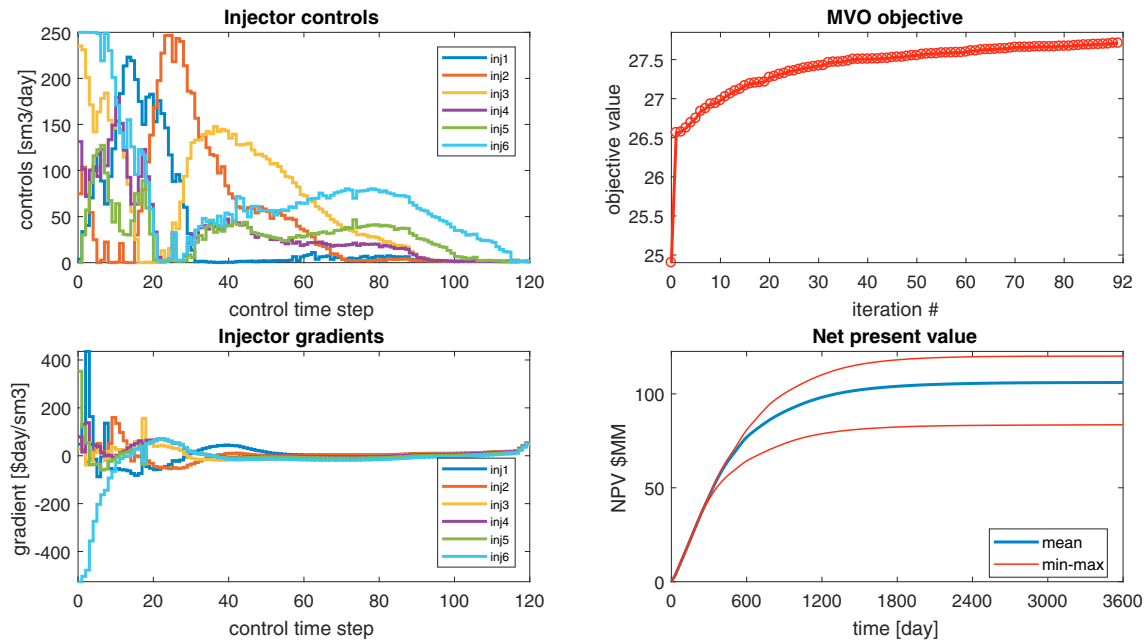 Injector controls
controls [sm3/day]
250
200
150
100
50
0
0 20 40 60 80 100 120
control time step
inj1
inj2
inj3
inj4
inj5
inj6
MVO objective
objective value
27.5
27
26.5
26
25.5
25
0 10 20 30 40 50 60 70 80 92
iteration #
Injector gradients
gradient [$day/sm3]
400
200
0
-200
-400
0 20 40 60 80 100 120
control time step
inj1
inj2
inj3
inj4
inj5
inj6
Net present value
NPV $MM
100
50
0
0 600 1200 1800 2400 3000 3600
time [day]
mean
min-max